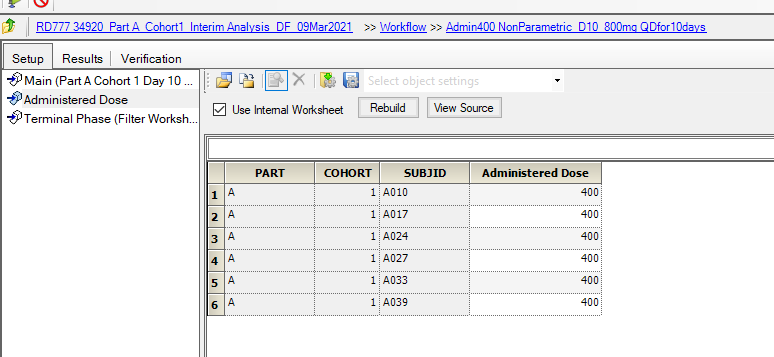 RD777 34920 Part A Cohort1 Interim Analysis DF 09Mar2021 >> Workflow >> Admin400 NonParametric D10 800mg QDfor10days
Setup Results Verification
Main (Part A Cohort 1 Day 10 ...
Administered Dose
Terminal Phase (Filter Worksh...
Select object settings
Use Internal Worksheet Rebuild View Source
PART COHORT SUBJID Administered Dose
1 A 1 A010 400
2 A 1 A017 400
3 A 1 A024 400
4 A 1 A027 400
5 A 1 A033 400
6 A 1 A039 400